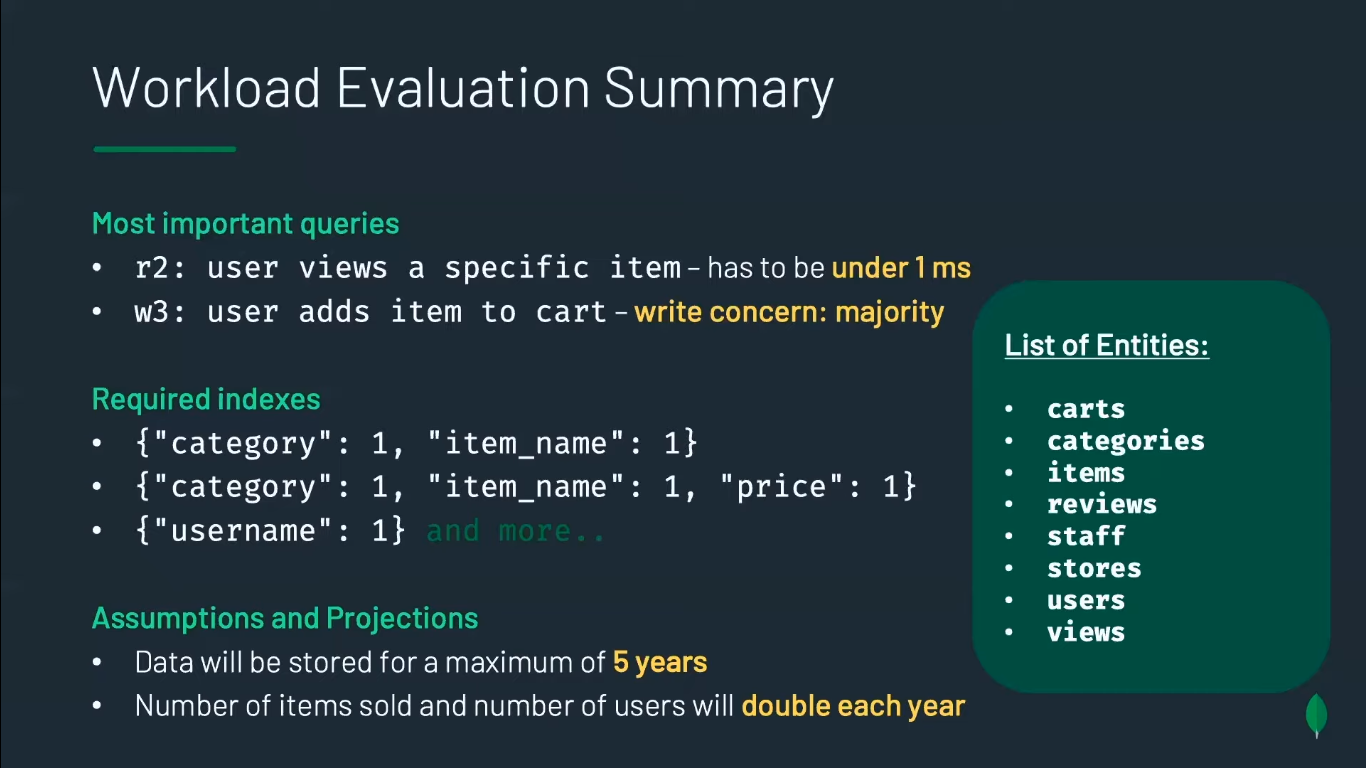 Workload Evaluation Summary
Most important queries
• r2: user views a specific item – has to be under 1 ms
• w3: user adds item to cart – write concern: majority
Required indexes
• {"category": 1, "item_name": 1}
• {"category": 1, "item_name": 1, "price": 1}
• {"username": 1} and more..
Assumptions and Projections
• Data will be stored for a maximum of 5 years
• Number of items sold and number of users will double each year
List of Entities:
• carts
• categories
• items
• reviews
• staff
• stores
• users
• views